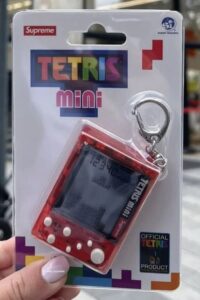 Supreme
TETRIS
mini
TETRIS MINI
OFFICIAL
TETRIS
PRODUCT